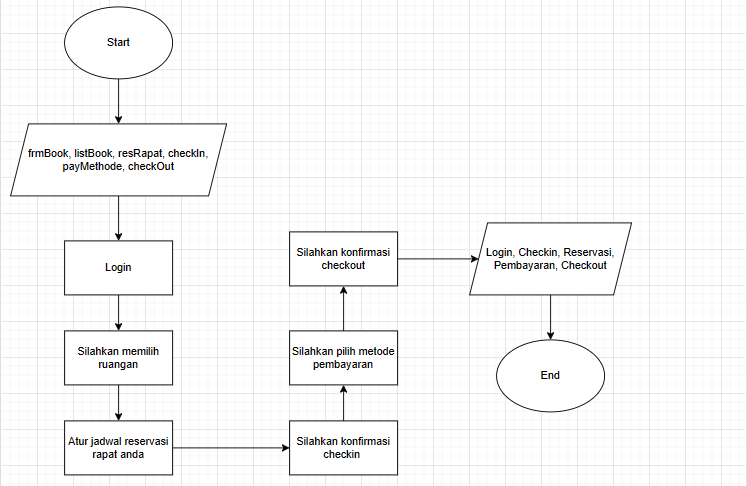 Start
frmBook, listBook, resRapat, checkIn,
payMethode, checkOut
Login
Silahkan memilih
ruangan
Atur jadwal reservasi
rapat anda
Silahkan konfirmasi
checkin
Silahkan pilih metode
pembayaran
Silahkan konfirmasi
checkout
Login, Checkin, Reservasi,
Pembayaran, Checkout
End